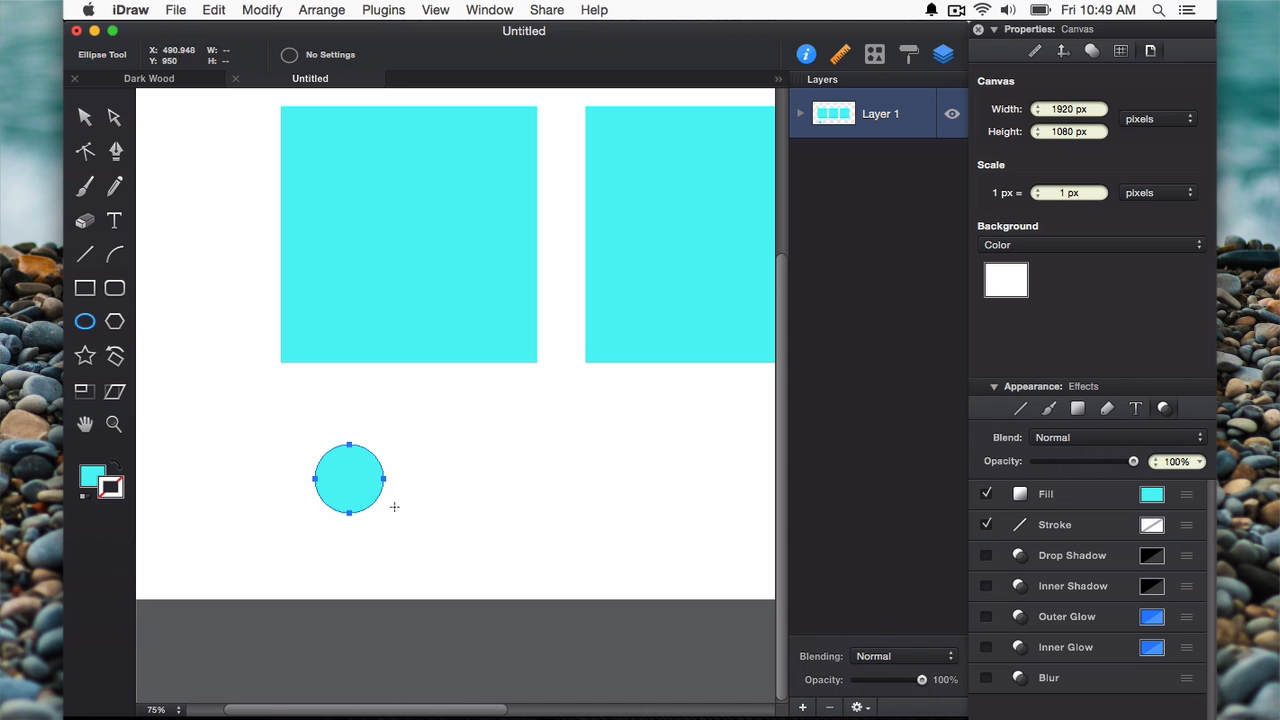 iDraw File Edit Modify Arrange Plugins View Window Share Help Fri 10:49 AM
Untitled
Ellipse Tool
X: 490.948 W: --
Y: 950 H: --
No Settings
Dark Wood
Untitled
Layers
Layer 1
Properties: Canvas
Canvas
Width: 1920 px pixels
Height: 1080 px
Scale
1 px = 1 px pixels
Background
Color
Appearance: Effects
T
T
Blend: Normal
Opacity: 100%
Fill
Stroke
Drop Shadow
Inner Shadow
Outer Glow
Inner Glow
Blur
Blending: Normal
Opacity: 100%
75%